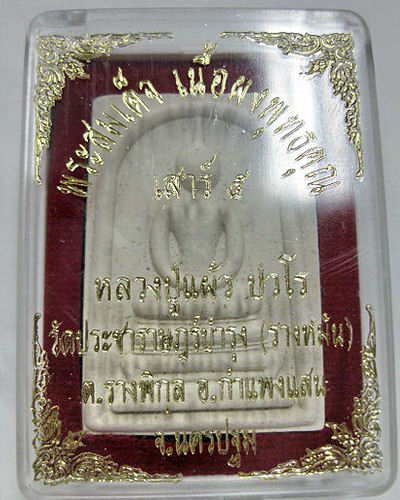 พระสมเด็จ เนื้อผงพุทธคุณ
เสาร์ ๕
หลวงปู่แผ้ว ปวโร
วัดประชาราษฎร์บำรุง (รางหมัน)
ต.รางพิกุล อ.กำแพงแสน
จ.นครปฐม